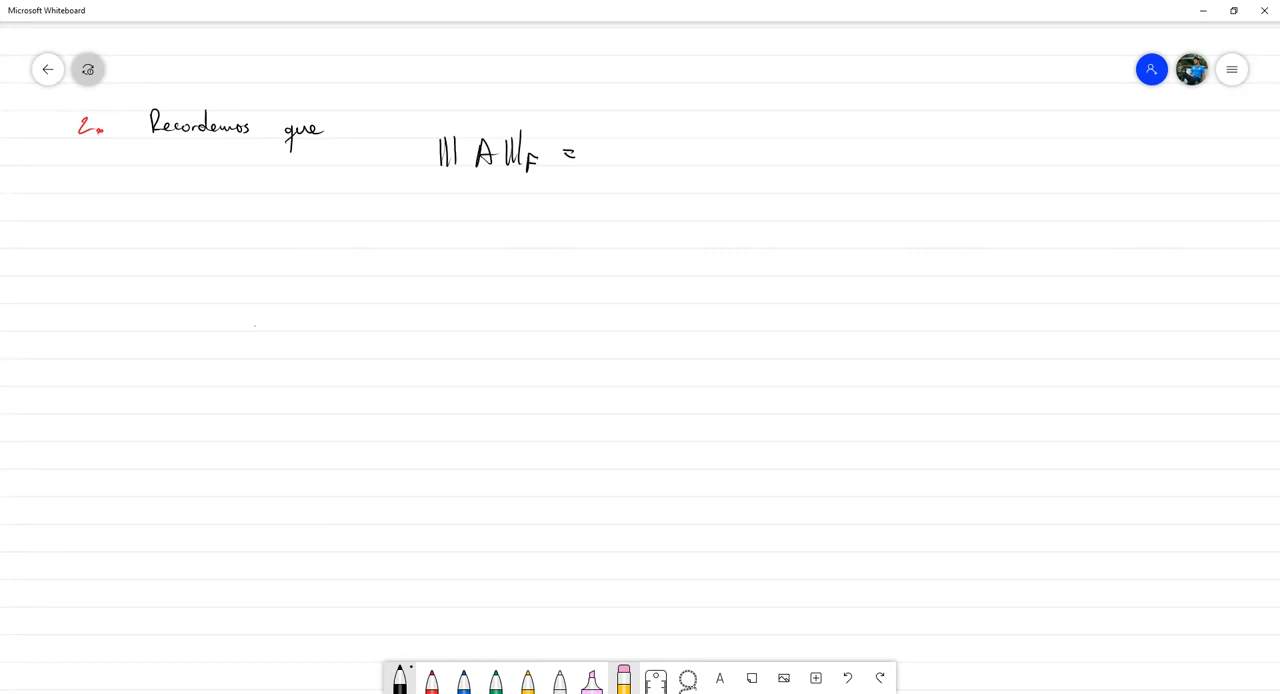 Microsoft Whiteboard
2. Recordemos que
||| A |||F =